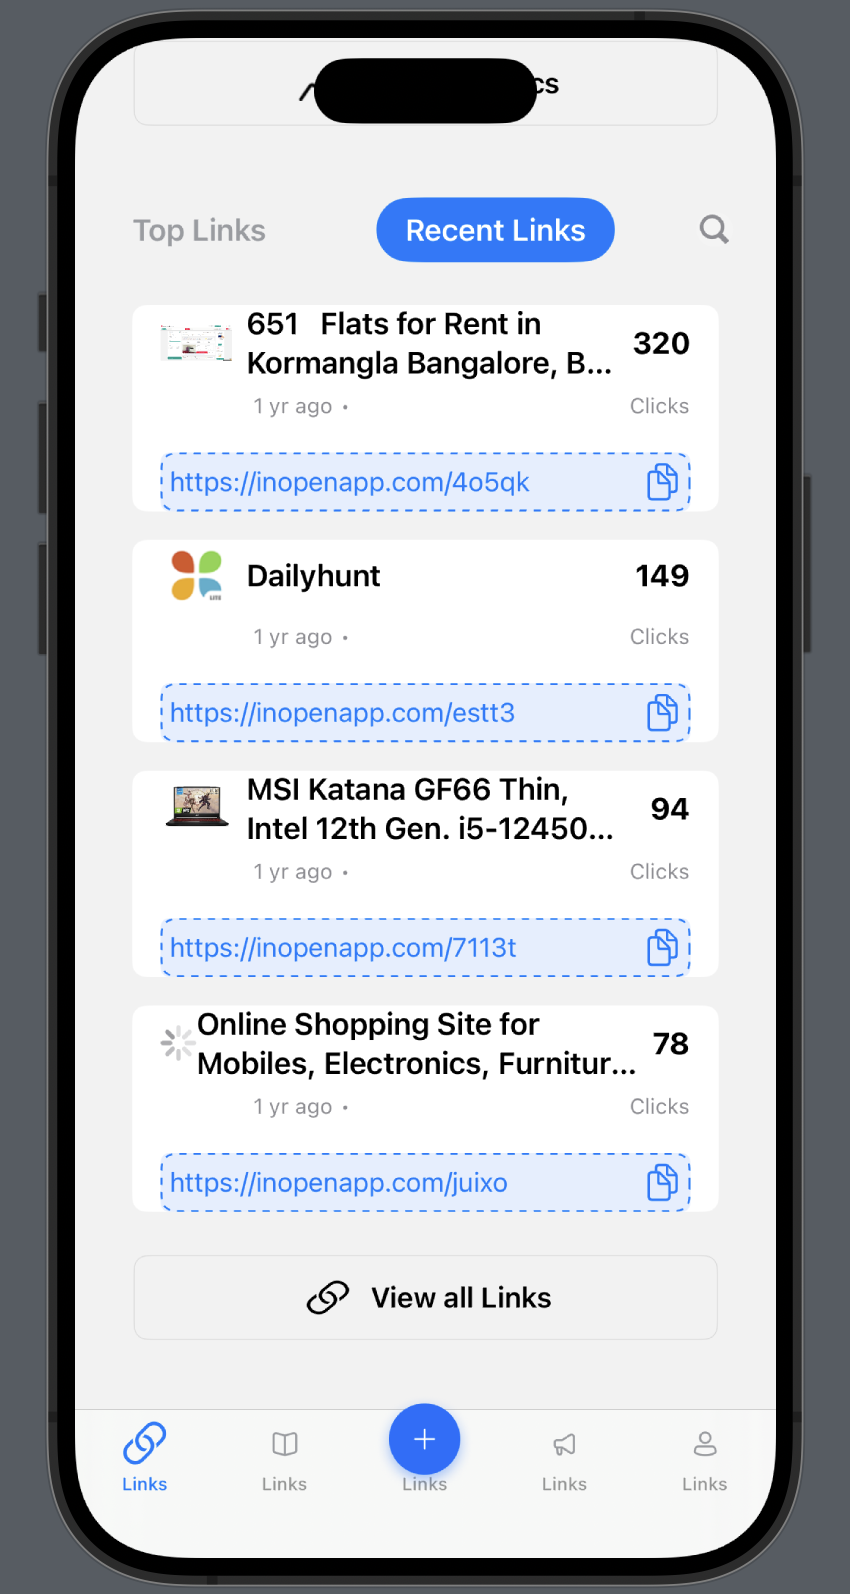 cs
Top Links
Recent Links
651 Flats for Rent in
Kormangla Bangalore, B...
320
1 yr ago •
Clicks
https://inopenapp.com/4o5qk
Dailyhunt
149
LITE
1 yr ago •
Clicks
https://inopenapp.com/estt3
MSI Katana GF66 Thin,
Intel 12th Gen. i5-12450...
94
1 yr ago •
Clicks
https://inopenapp.com/7113t
Online Shopping Site for
Mobiles, Electronics, Furnitur...
78
1 yr ago •
Clicks
https://inopenapp.com/juixo
View all Links
Links
Links
Links
Links
Links